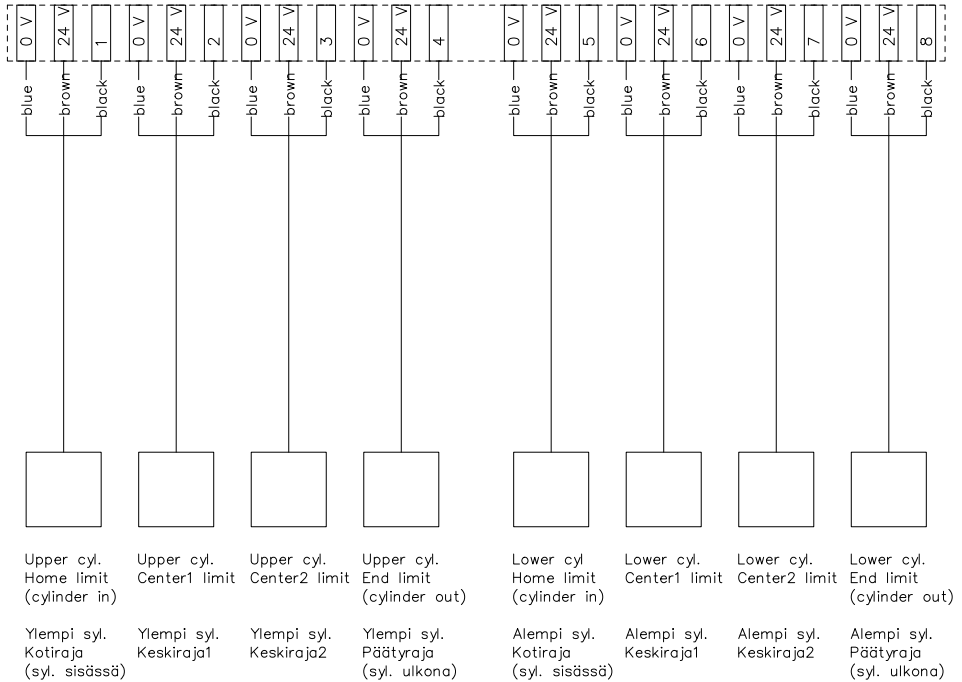 0 V 24 V 1 0 V 24 V 2 0 V 24 V 3 0 V 24 V 4 0 V 24 V 5 0 V 24 V 6 0 V 24 V 7 0 V 24 V 8
blue brown black blue brown black blue brown black blue brown black blue brown black blue brown black blue brown black blue brown black
Upper cyl.
Home limit
(cylinder in)
Upper cyl.
Center1 limit
Upper cyl.
Center2 limit
Upper cyl.
End limit
(cylinder out)
Lower cyl
Home limit
(cylinder in)
Lower cyl.
Center1 limit
Lower cyl.
Center2 limit
Lower cyl.
End limit
(cylinder out)
Ylempi syl.
Kotiraja
(syl. sisässä)
Ylempi syl.
Keskiraja1
Ylempi syl.
Keskiraja2
Ylempi syl.
Päätyraja
(syl. ulkona)
Alempi syl.
Kotiraja
(syl. sisässä)
Alempi syl.
Keskiraja1
Alempi syl.
Keskiraja2
Alempi syl.
Päätyraja
(syl. ulkona)